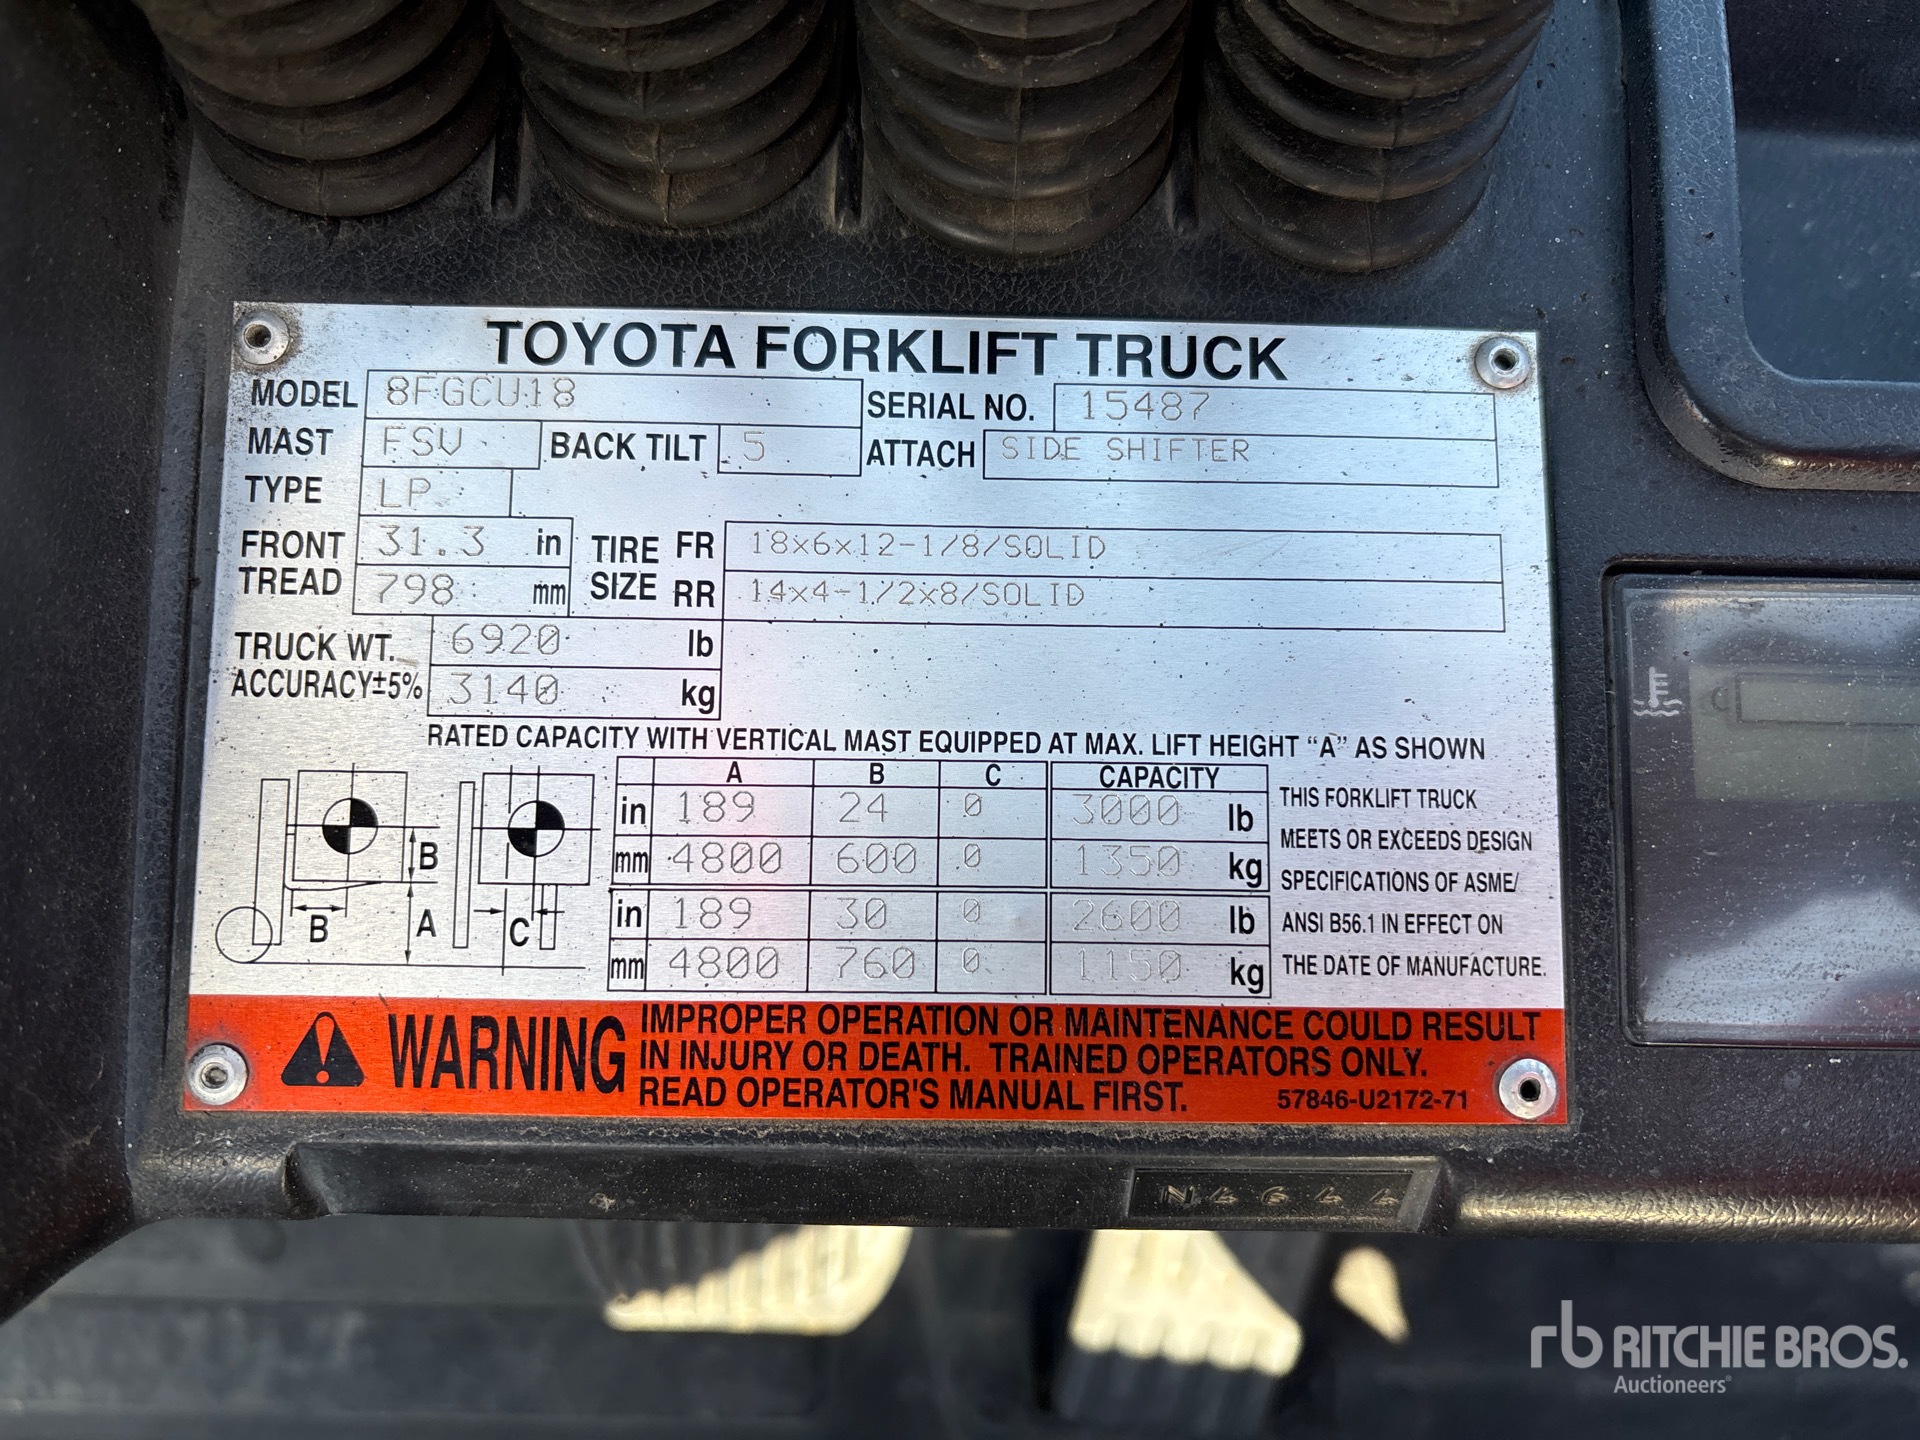 TOYOTA FORKLIFT TRUCK
MODEL 8FGCU18 SERIAL NO. 15487
MAST FSV BACK TILT 5 ATTACH SIDE SHIFTER
TYPE LP
FRONT TREAD 31.3 in TIRE SIZE FR 18x6x12-1/8/SOLID
798 mm RR 14x4-1/2x8/SOLID
TRUCK WT. 6920 lb
ACCURACY±5% 3140 kg
RATED CAPACITY WITH VERTICAL MAST EQUIPPED AT MAX. LIFT HEIGHT "A" AS SHOWN
A B C CAPACITY
in 189 24 0 3000 lb
mm 4800 600 0 1350 kg
in 189 30 0 2600 lb
mm 4800 760 0 1150 kg
B
B
A
C
THIS FORKLIFT TRUCK
MEETS OR EXCEEDS DESIGN
SPECIFICATIONS OF ASME/
ANSI B56.1 IN EFFECT ON
THE DATE OF MANUFACTURE.
WARNING
IMPROPER OPERATION OR MAINTENANCE COULD RESULT
IN INJURY OR DEATH. TRAINED OPERATORS ONLY.
READ OPERATOR'S MANUAL FIRST. 57846-U2172-71
C
rb RITCHIE BROS.
Auctioneers